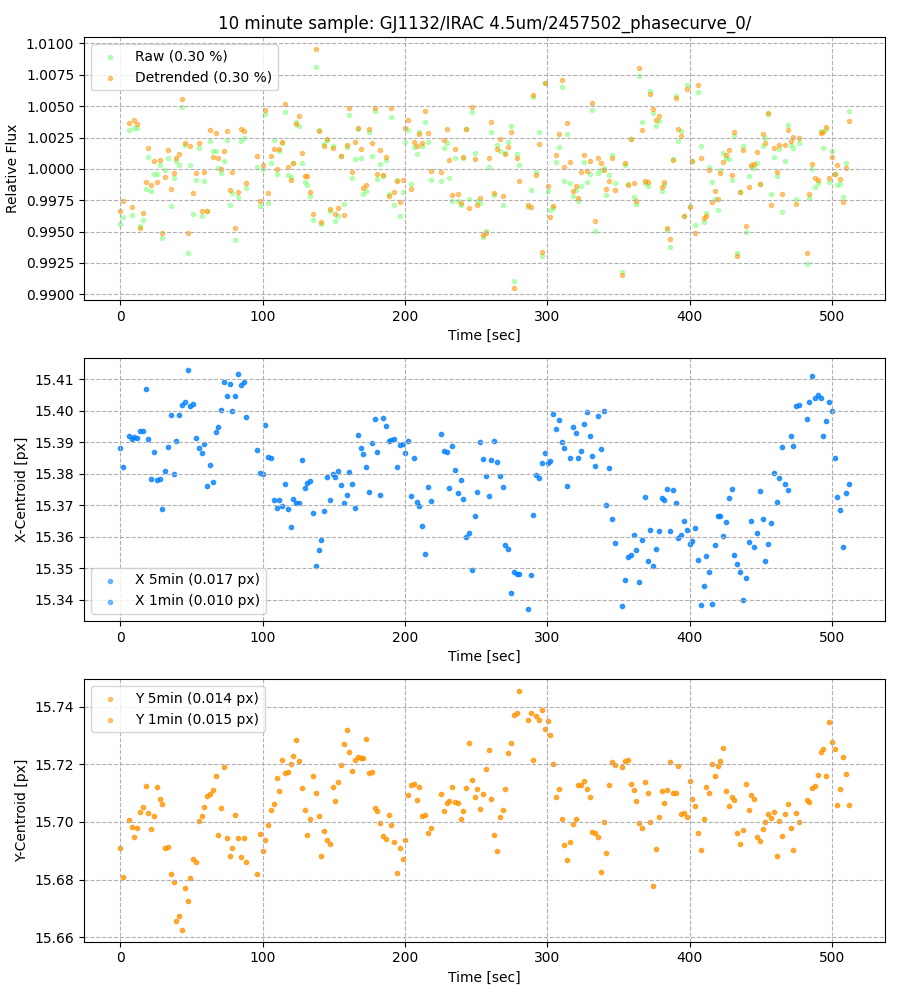 10 minute sample: GJ1132/IRAC 4.5um/2457502_phasecurve_0/
Relative Flux
1.0100
1.0075
1.0050
1.0025
1.0000
0.9975
0.9950
0.9925
0.9900
Raw (0.30 %)
Detrended (0.30 %)
0 100 200 300 400 500
Time [sec]
X-Centroid [px]
15.41
15.40
15.39
15.38
15.37
15.36
15.35
15.34
X 5min (0.017 px)
X 1min (0.010 px)
0 100 200 300 400 500
Time [sec]
Y-Centroid [px]
15.74
15.72
15.70
15.68
15.66
Y 5min (0.014 px)
Y 1min (0.015 px)
0 100 200 300 400 500
Time [sec]